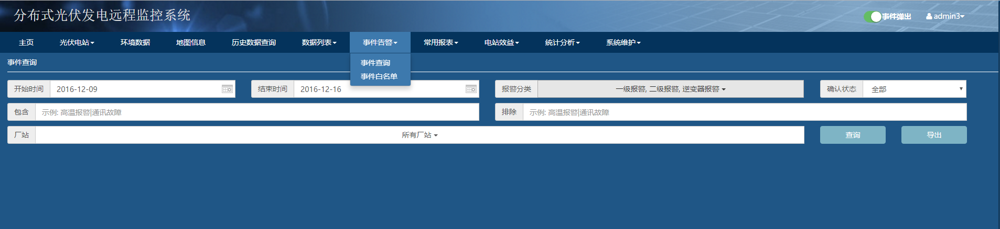 分布式光伏发电远程监控系统
事件弹出 admin3
主页 光伏电站 环境数据 地图信息 历史数据查询 数据列表 事件告警 常用报表 电站效益 统计分析 系统维护
事件查询
事件查询
事件白名单
开始时间 2016-12-09 结束时间 2016-12-16 报警分类 一级报警, 二级报警, 逆变器报警 确认状态 全部
包含 示例: 高温报警|通讯故障 排除 示例: 高温报警|通讯故障
厂站 所有厂站 查询 导出